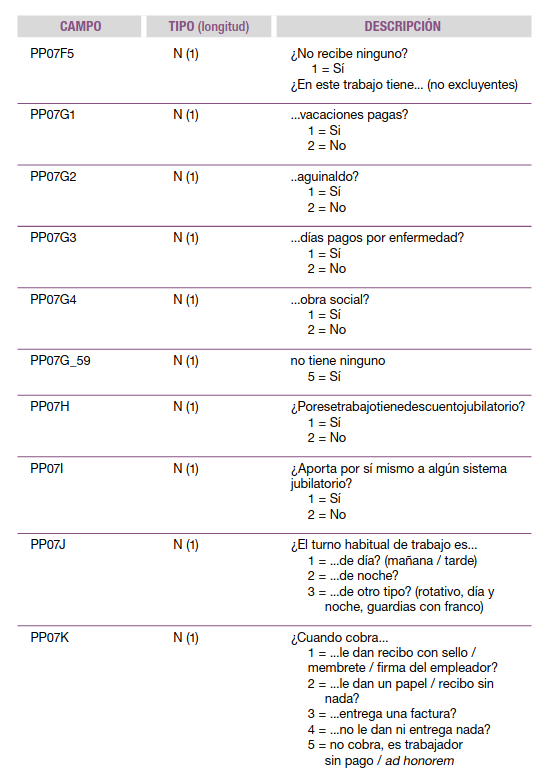 CAMPO TIPO (longitud) DESCRIPCIÓN
PP07F5 N (1) ¿No recibe ninguno?
1 = Sí
¿En este trabajo tiene... (no excluyentes)
PP07G1 N (1) ...vacaciones pagas?
1 = Si
2 = No
PP07G2 N (1) ..aguinaldo?
1 = Sí
2 = No
PP07G3 N (1) ...días pagos por enfermedad?
1 = Sí
2 = No
PP07G4 N (1) ...obra social?
1 = Sí
2 = No
PP07G_59 N (1) no tiene ninguno
5 = Sí
PP07H N (1) ¿Poresetrabajotienedescuentojubilatorio?
1 = Sí
2 = No
PP07I N (1) ¿Aporta por sí mismo a algún sistema
jubilatorio?
1 = Sí
2 = No
PP07J N (1) ¿El turno habitual de trabajo es...
1 = ...de día? (mañana / tarde)
2 = ...de noche?
3 = ...de otro tipo? (rotativo, día y
noche, guardias con franco)
PP07K N (1) ¿Cuando cobra...
1 = ...le dan recibo con sello /
membrete / firma del empleador?
2 = ...le dan un papel / recibo sin
nada?
3 = ...entrega una factura?
4 = ...no le dan ni entrega nada?
5 = no cobra, es trabajador
sin pago / ad honorem